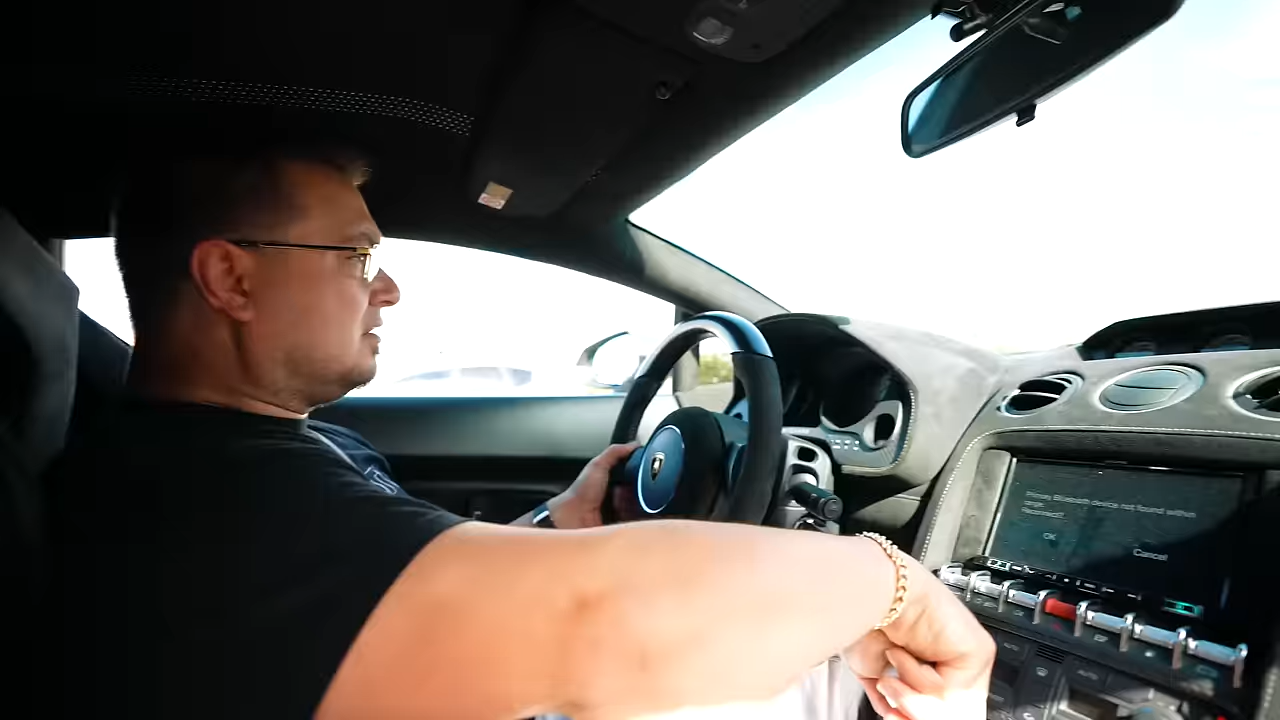 Primary Bluetooth device not found within
range.
Reconnect?
OK
Cancel